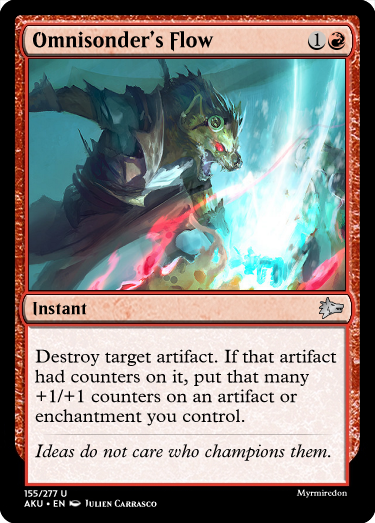 Omnisonder's Flow 1
Instant
Destroy target artifact. If that artifact
had counters on it, put that many
+1/+1 counters on an artifact or
enchantment you control.
Ideas do not care who champions them.
155/277 U
Myrmiredon
AKU • EN Julien Carrasco